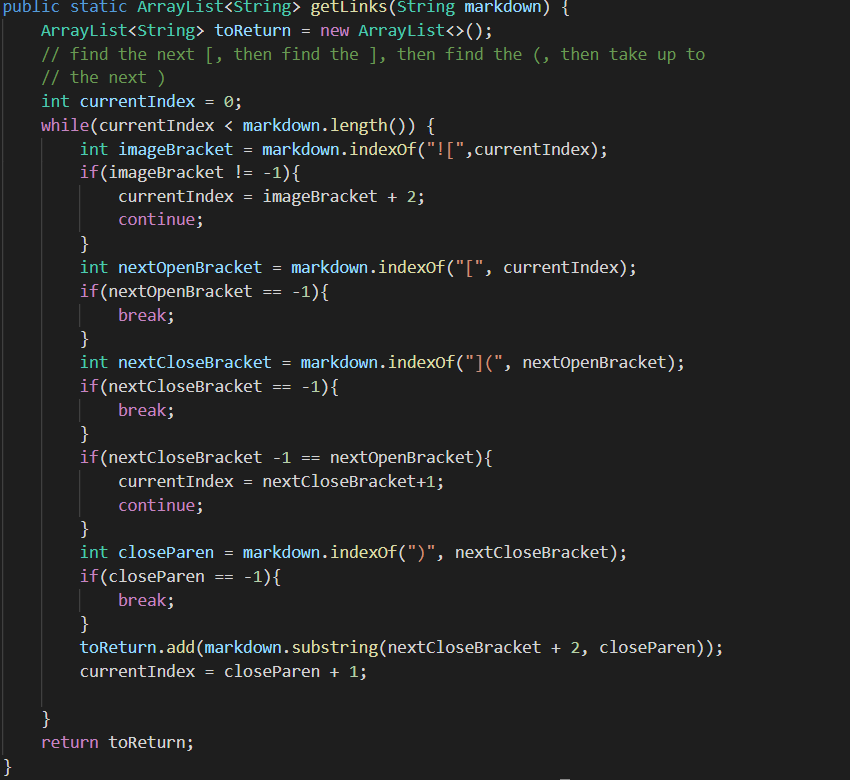 public static ArrayList<String> getLinks(String markdown) {
ArrayList<String> toReturn = new ArrayList<>();
// find the next [, then find the ], then find the (, then take up to
// the next )
int currentIndex = 0;
while(currentIndex < markdown.length()) {
int imageBracket = markdown.indexOf("![",currentIndex);
if(imageBracket != -1){
currentIndex = imageBracket + 2;
continue;
}
int nextOpenBracket = markdown.indexOf("[", currentIndex);
if(nextOpenBracket == -1){
break;
}
int nextCloseBracket = markdown.indexOf("](", nextOpenBracket);
if(nextCloseBracket == -1){
break;
}
if(nextCloseBracket -1 == nextOpenBracket){
currentIndex = nextCloseBracket+1;
continue;
}
int closeParen = markdown.indexOf(")", nextCloseBracket);
if(closeParen == -1){
break;
}
toReturn.add(markdown.substring(nextCloseBracket + 2, closeParen));
currentIndex = closeParen + 1;
}
return toReturn;
}